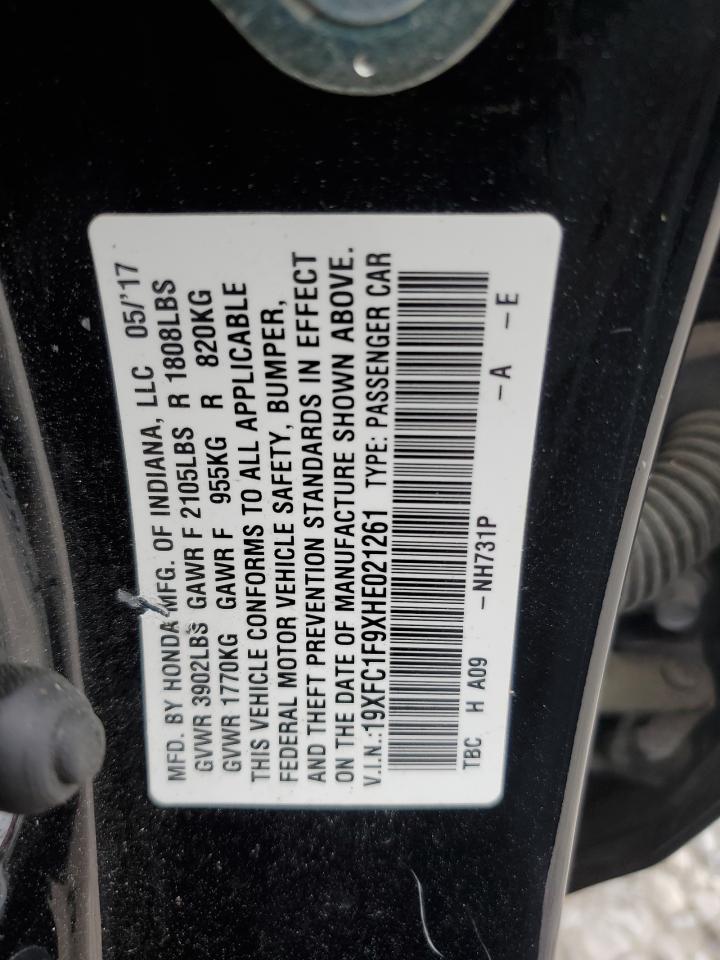 MFD. BY HONDA MFG. OF INDIANA, LLC 05/'17
GVWR 3902LBS GAWR F 2105LBS R 1808LBS
GVWR 1770KG GAWR F 955KG R 820KG
THIS VEHICLE CONFORMS TO ALL APPLICABLE
FEDERAL MOTOR VEHICLE SAFETY, BUMPER,
AND THEFT PREVENTION STANDARDS IN EFFECT
ON THE DATE OF MANUFACTURE SHOWN ABOVE.
V.I.N.:19XFC1F9XHE021261 TYPE: PASSENGER CAR
TBC H A09 -NH731P -A -E